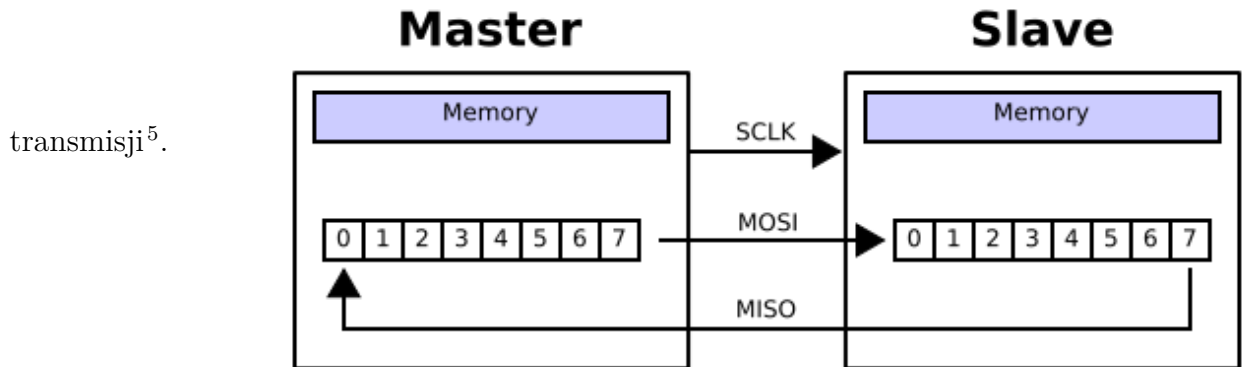 Master Slave
Memory Memory
SCLK
transmisji⁵.
MOSI
0 1 2 3 4 5 6 7 0 1 2 3 4 5 6 7
MISO